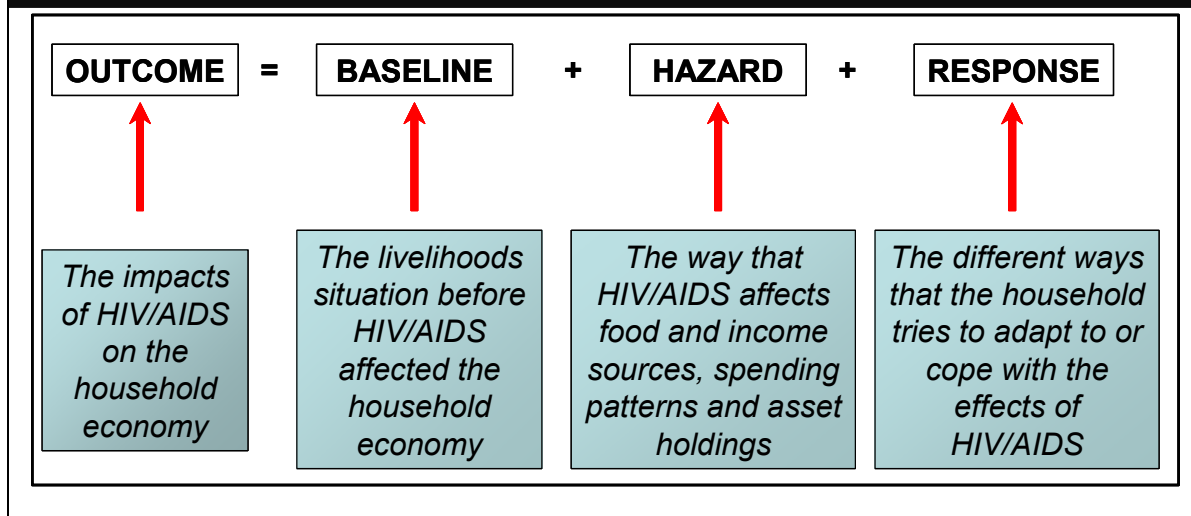 OUTCOME = BASELINE + HAZARD + RESPONSE
The impacts
of HIV/AIDS
on the
household
economy
The livelihoods
situation before
HIV/AIDS
affected the
household
economy
The way that
HIV/AIDS affects
food and income
sources, spending
patterns and asset
holdings
The different ways
that the household
tries to adapt to or
cope with the
effects of
HIV/AIDS